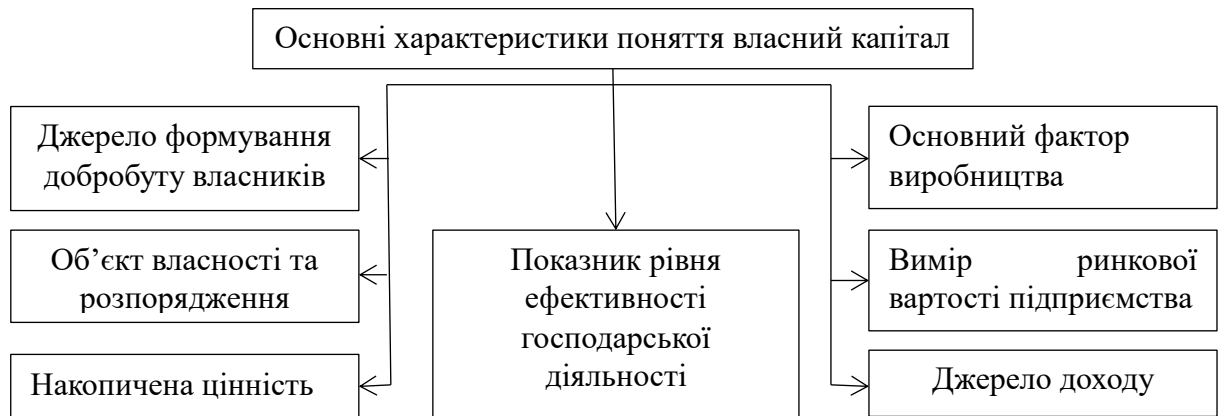 Основні характеристики поняття власний капітал
Джерело формування
добробуту власників
Об’єкт власності та
розпорядження
Накопичена цінність
Показник рівня
ефективності
господарської
діяльності
Основний фактор
виробництва
Вимір ринкової
вартості підприємства
Джерело доходу